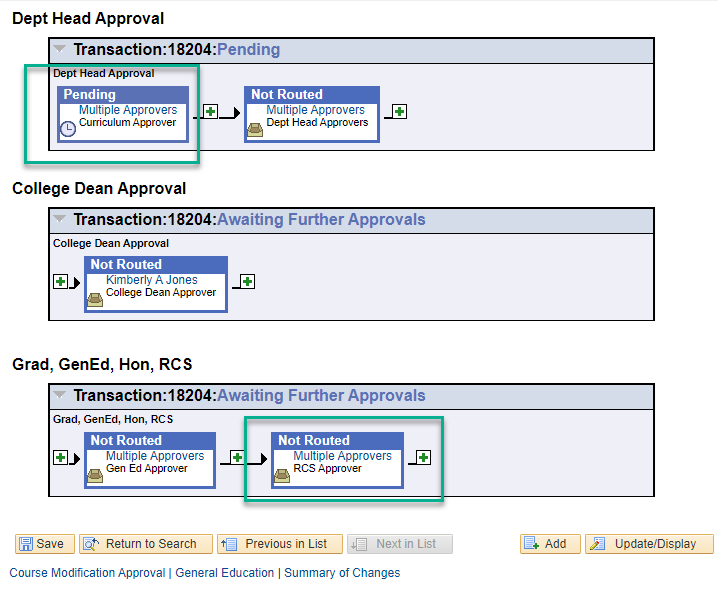 Dept Head Approval
Transaction:18204:Pending
Dept Head Approval
Pending
Multiple Approvers
Curriculum Approver
Not Routed
Multiple Approvers
Dept Head Approvers
College Dean Approval
Transaction:18204:Awaiting Further Approvals
College Dean Approval
Not Routed
Kimberly A Jones
College Dean Approver
Grad, GenEd, Hon, RCS
Transaction:18204:Awaiting Further Approvals
Grad, GenEd, Hon, RCS
Not Routed
Multiple Approvers
Gen Ed Approver
Not Routed
Multiple Approvers
RCS Approver
Save Return to Search Previous in List Next in List Add Update/Display
Course Modification Approval | General Education | Summary of Changes